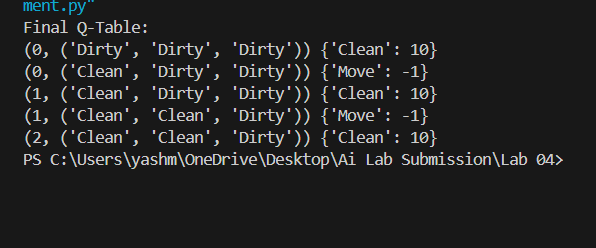 ment.py"
Final Q-Table:
(0, ('Dirty', 'Dirty', 'Dirty')) {'Clean': 10}
(0, ('Clean', 'Dirty', 'Dirty')) {'Move': -1}
(1, ('Clean', 'Dirty', 'Dirty')) {'Clean': 10}
(1, ('Clean', 'Clean', 'Dirty')) {'Move': -1}
(2, ('Clean', 'Clean', 'Dirty')) {'Clean': 10}
PS C:\Users\yashm\OneDrive\Desktop\Ai Lab Submission\Lab 04>